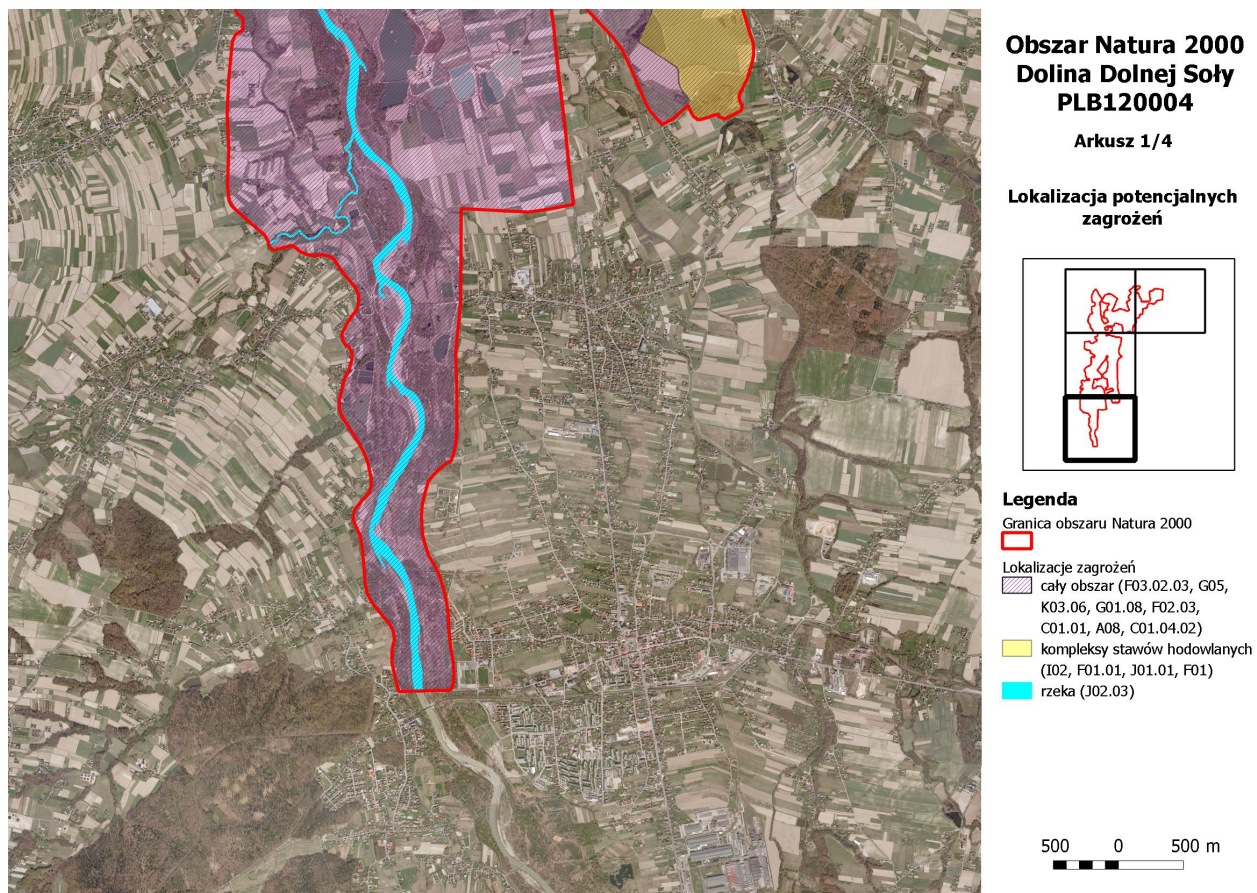 Obszar Natura 2000
Dolina Dolnej Soły
PLB120004
Arkusz 1/4
Lokalizacja potencjalnych
zagrożeń
Legenda
Granica obszaru Natura 2000
Lokalizacje zagrożeń
cały obszar (F03.02.03, G05,
K03.06, G01.08, F02.03,
C01.01, A08, C01.04.02)
kompleksy stawów hodowlanych
(I02, F01.01, J01.01, F01)
rzeka (J02.03)
500 0 500 m